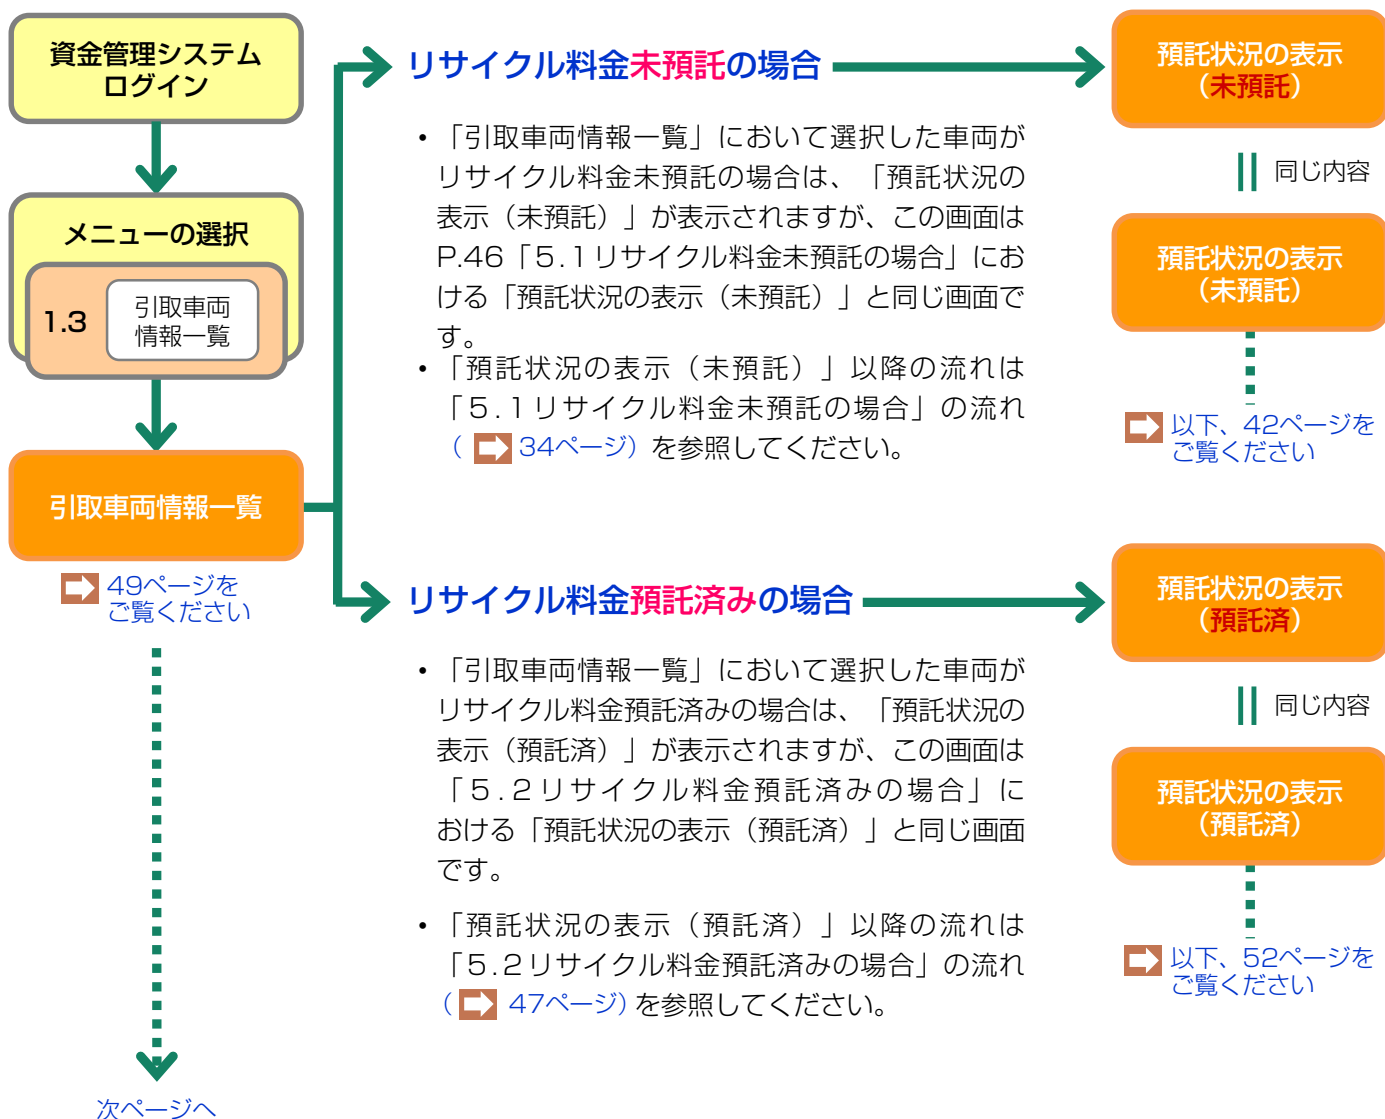 資金管理システム
ログイン
メニューの選択
1.3
引取車両
情報一覧
引取車両情報一覧
49ページを
ご覧ください
次ページへ
リサイクル料金未預託の場合
・「引取車両情報一覧」において選択した車両が
リサイクル料金未預託の場合は、「預託状況の
表示（未預託）」が表示されますが、この画面は
P.46「5.1リサイクル料金未預託の場合」にお
ける「預託状況の表示（未預託）」と同じ画面で
す。
・「預託状況の表示（未預託）」以降の流れは
「5.1リサイクル料金未預託の場合」の流れ
（➡34ページ）を参照してください。
預託状況の表示
（未預託）
同じ内容
預託状況の表示
（未預託）
以下、42ページを
ご覧ください
リサイクル料金預託済みの場合
・「引取車両情報一覧」において選択した車両が
リサイクル料金預託済みの場合は、「預託状況の
表示（預託済）」が表示されますが、この画面は
「5.2リサイクル料金預託済みの場合」に
おける「預託状況の表示（預託済）」と同じ画面
です。
・「預託状況の表示（預託済）」以降の流れは
「5.2リサイクル料金預託済みの場合」の流れ
（➡ 47ページ）を参照してください。
預託状況の表示
（預託済）
同じ内容
預託状況の表示
（預託済）
以下、52ページを
ご覧ください